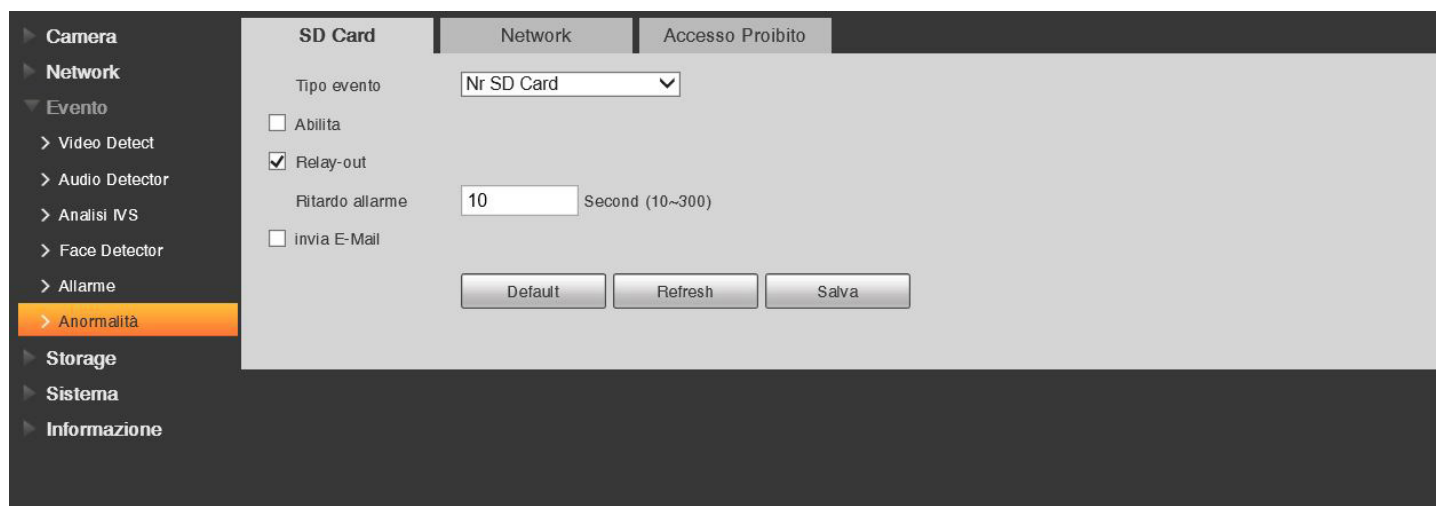 Camera
Network
Evento
Video Detect
Audio Detector
Analisi IVS
Face Detector
Allarme
Anormalità
Storage
Sistema
Informazione
SD Card
Network
Accesso Proibito
Tipo evento
Nr SD Card
Abilita
Relay-out
Ritardo allarme
10
Second (10~300)
invia E-Mail
Default
Refresh
Salva